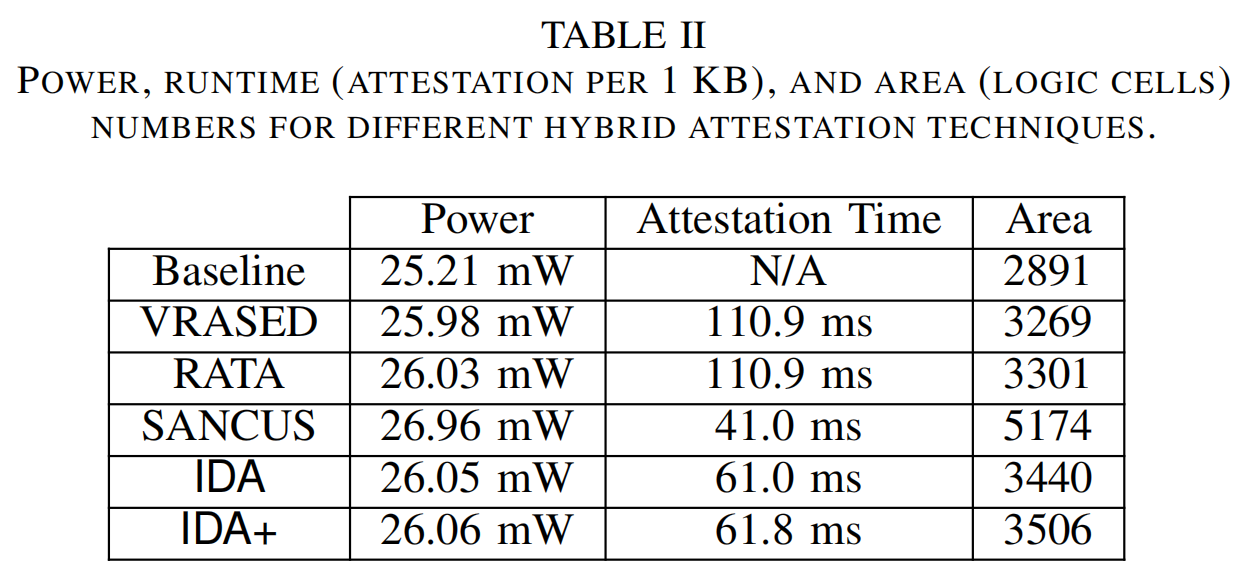 TABLE II
POWER, RUNTIME (ATTESTATION PER 1 KB), AND AREA (LOGIC CELLS)
NUMBERS FOR DIFFERENT HYBRID ATTESTATION TECHNIQUES.
Power Attestation Time Area
Baseline 25.21 mW N/A 2891
VRASED 25.98 mW 110.9 ms 3269
RATA 26.03 mW 110.9 ms 3301
SANCUS 26.96 mW 41.0 ms 5174
IDA 26.05 mW 61.0 ms 3440
IDA+ 26.06 mW 61.8 ms 3506